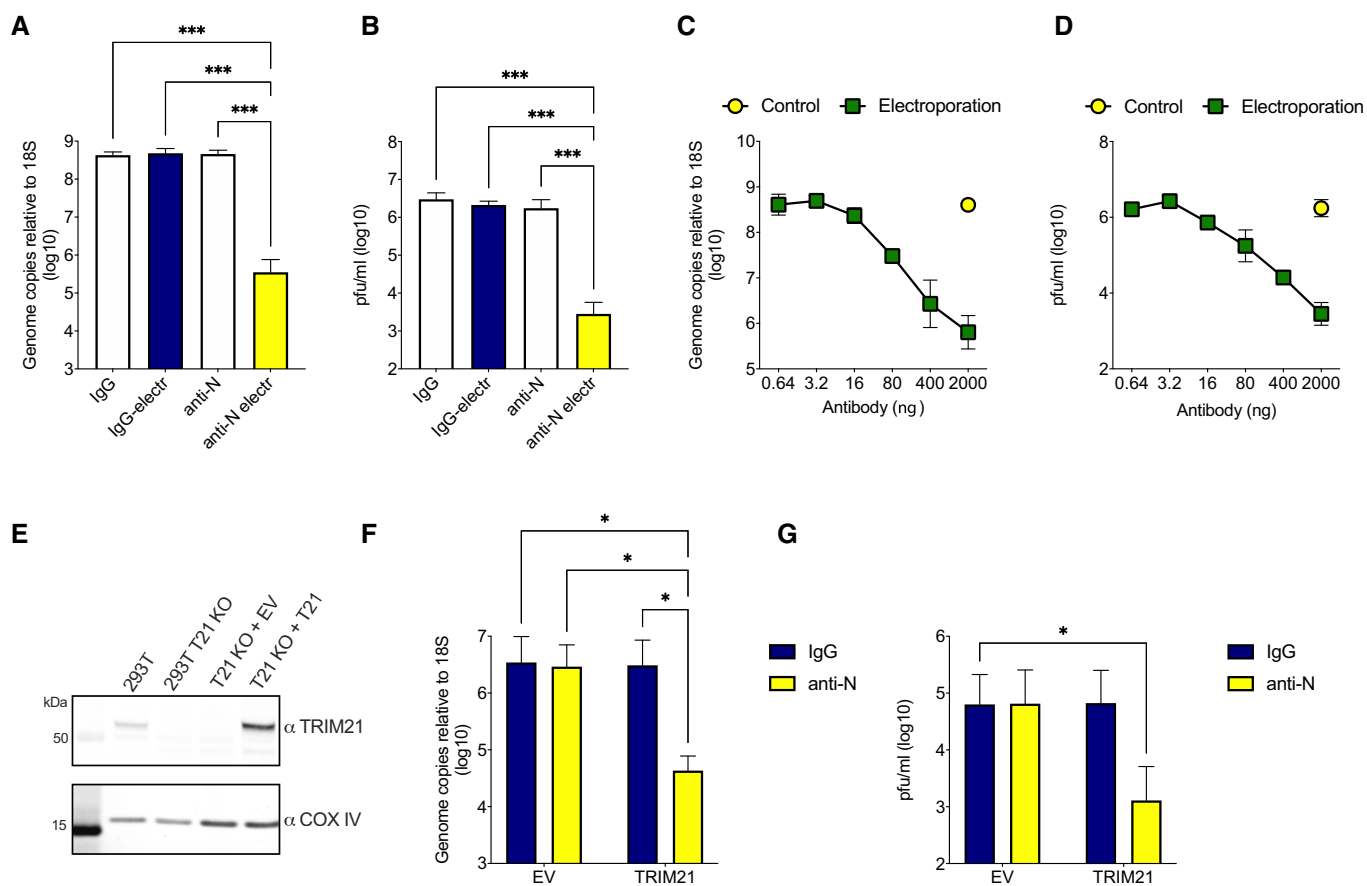 A
***
***
***
Genome copies relative to 18S
(log10)
9
8
7
6
5
4
3
IgG
IgG-electr
anti-N
anti-N electr
B
***
***
***
pfu/ml (log10)
8
7
6
5
4
3
2
IgG
IgG-electr
anti-N
anti-N electr
C
Control
Electroporation
Genome copies relative to 18S
(log10)
10
9
8
7
6
5
0.64
3.2
16
80
400
2000
Antibody (ng )
D
Control
Electroporation
pfu/ml (log10)
8
6
4
2
0.64
3.2
16
80
400
2000
Antibody (ng)
E
293T
293T T21 KO
T21 KO + EV
T21 KO + T21
kDa
50
α TRIM21
15
α COX IV
F
*
*
*
Genome copies relative to 18S
(log10)
7
6
5
4
3
EV
TRIM21
IgG
anti-N
G
*
pfu/ml (log10)
6
5
4
3
2
EV
TRIM21
IgG
anti-N